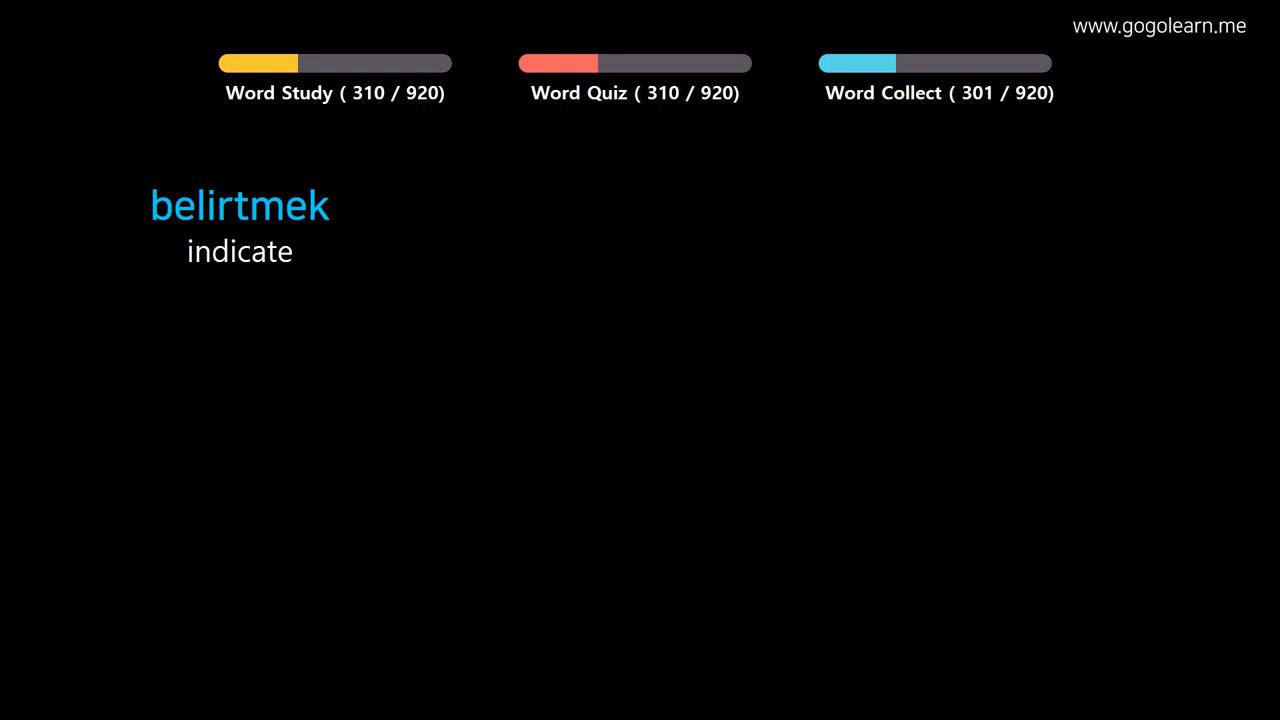 www.gogolearn.me
Word Study ( 310 / 920)
Word Quiz ( 310 / 920)
Word Collect ( 301 / 920)
belirtmek
indicate